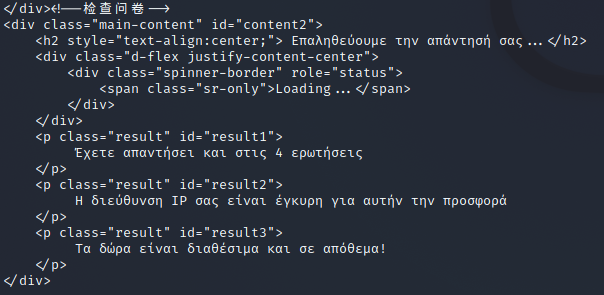 </div><!--检查问卷-->
<div class="main-content" id="content2">
<h2 style="text-align:center;"> Επαληθεύουμε την απάντησή σας...</h2>
<div class="d-flex justify-content-center">
<div class="spinner-border" role="status">
<span class="sr-only">Loading...</span>
</div>
</div>
<p class="result" id="result1">
Έχετε απαντήσει και στις 4 ερωτήσεις
</p>
<p class="result" id="result2">
Η διεύθυνση IP σας είναι έγκυρη για αυτήν την προσφορά
</p>
<p class="result" id="result3">
Τα δώρα είναι διαθέσιμα και σε απόθεμα!
</p>
</div>